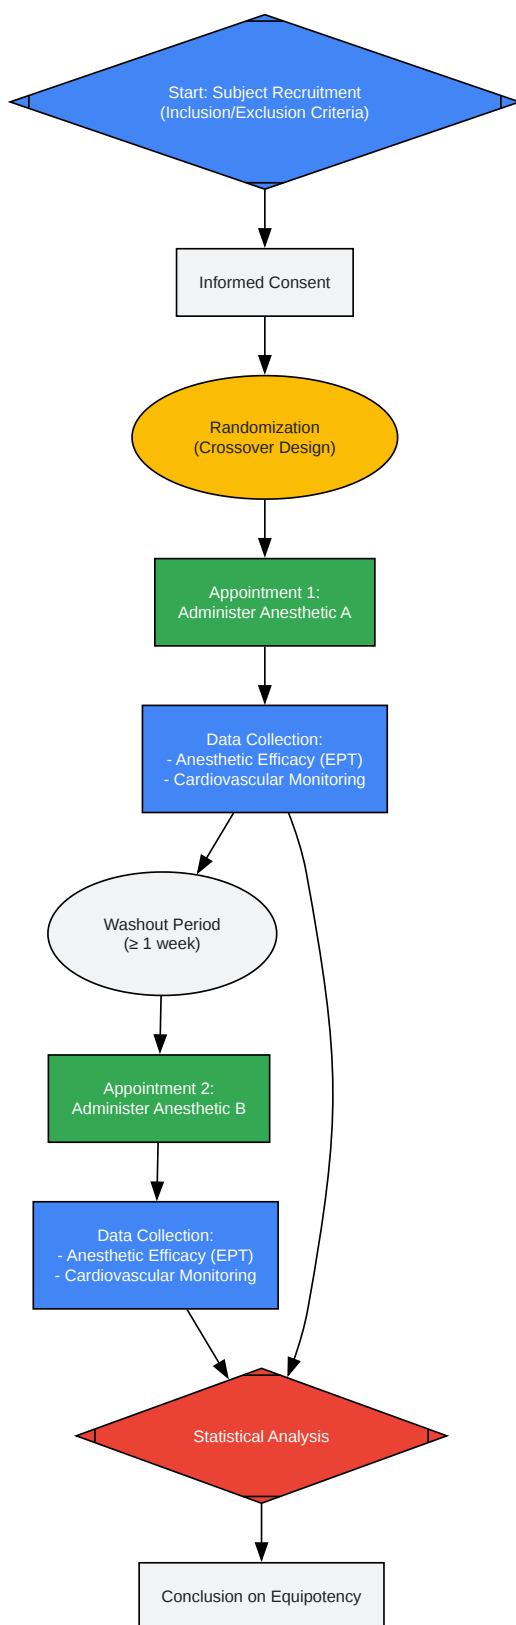 Start: Subject Recruitment
(Inclusion/Exclusion Criteria)
Informed Consent
Randomization
(Crossover Design)
Appointment 1:
Administer Anesthetic A
Data Collection:
- Anesthetic Efficacy (EPT)
- Cardiovascular Monitoring
Washout Period
(≥ 1 week)
Appointment 2:
Administer Anesthetic B
Data Collection:
- Anesthetic Efficacy (EPT)
- Cardiovascular Monitoring
Statistical Analysis
Conclusion on Equipotency